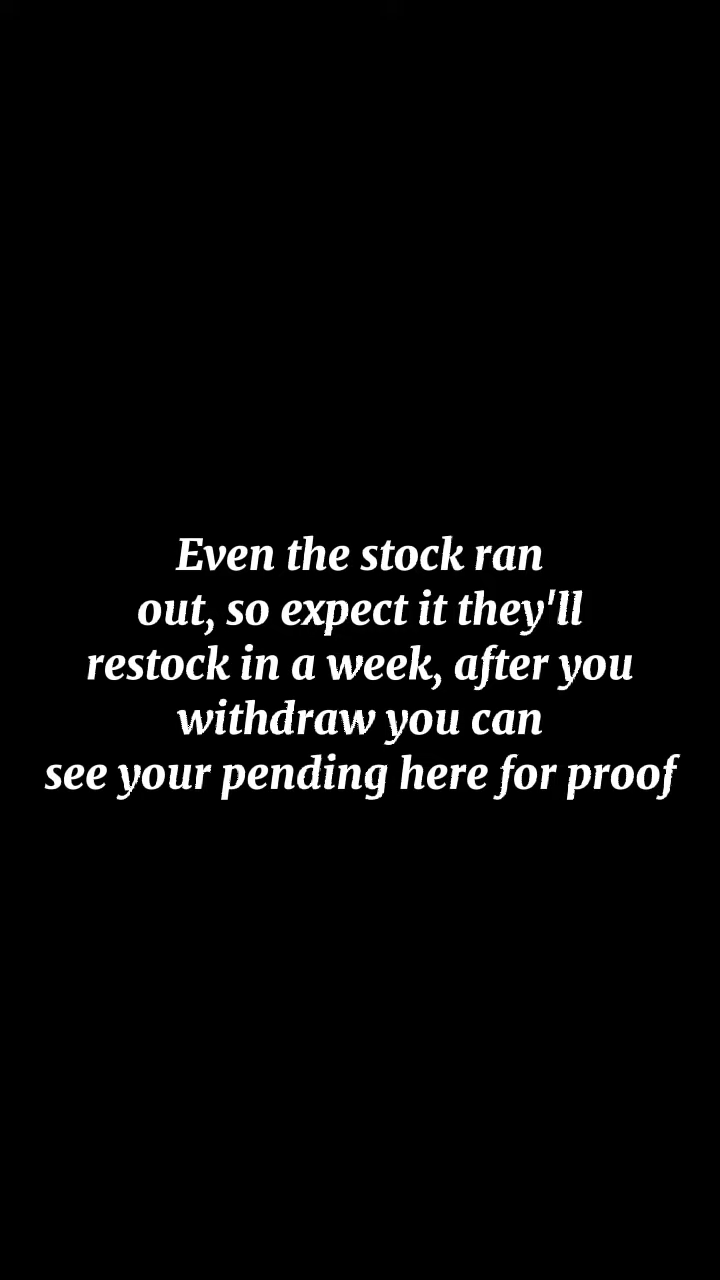 Even the stock ran
out, so expect it they'll
restock in a week, after you
withdraw you can
see your pending here for proof